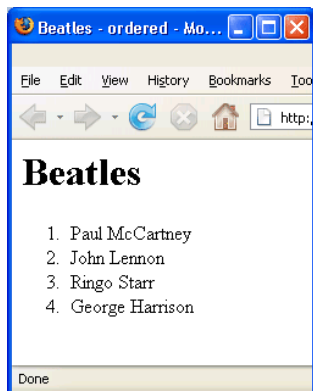 Beatles - ordered - Mo...
File Edit View History Bookmarks Too
http:/
Beatles
1. Paul McCartney
2. John Lennon
3. Ringo Starr
4. George Harrison
Done